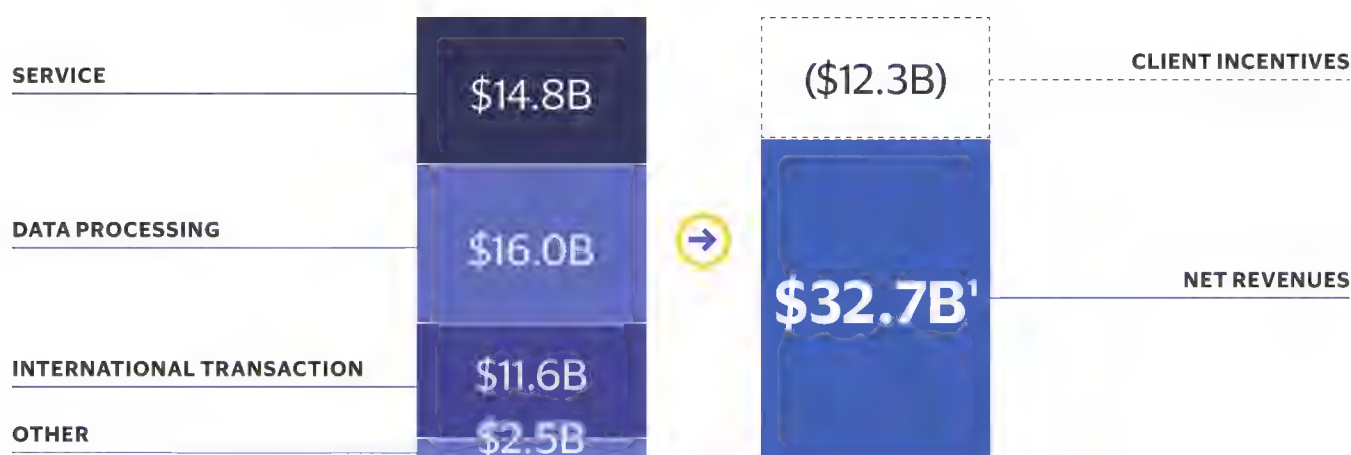 SERVICE
$14.8B
DATA PROCESSING
$16.0B
INTERNATIONAL TRANSACTION
$11.6B
OTHER
$2.5B
($12.3B)
CLIENT INCENTIVES
$32.7B¹
NET REVENUES